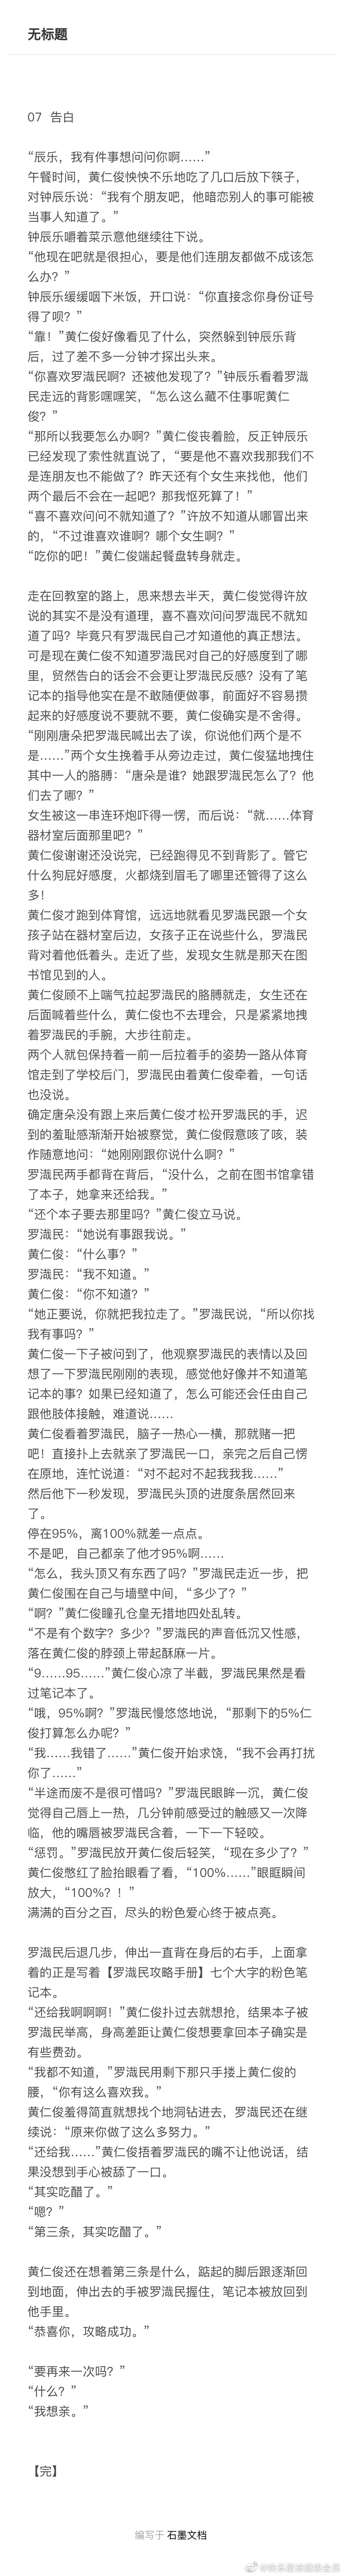 无标题
07 告白
“辰乐，我有件事想问问你啊……”
午餐时间，黄仁俊怏怏不乐地吃了几口后放下筷子，
对钟辰乐说：“我有个朋友吧，他暗恋别人的事可能被
当事人知道了。”
钟辰乐嚼着菜示意他继续往下说。
“他现在吧就是很担心，要是他们连朋友都做不成该怎
么办？”
钟辰乐缓缓咽下米饭，开口说：“你直接念你身份证号
得了呗？”
“靠！”黄仁俊好像看见了什么，突然躲到钟辰乐背
后，过了差不多一分钟才探出头来。
“你喜欢罗渽民啊？还被他发现了？”钟辰乐看着罗渽
民走远的背影嘿嘿笑，“怎么这么藏不住事呢黄仁
俊？”
“那所以我要怎么办啊？”黄仁俊丧着脸，反正钟辰乐
已经发现了索性就直说了，“要是他不喜欢我那我们不
是连朋友也不能做了？昨天还有个女生来找他，他们
两个最后不会在一起吧？那我怄死算了！”
“喜不喜欢问问不就知道了？”许放不知道从哪冒出来
的，“不过谁喜欢谁啊？哪个女生啊？”
“吃你的吧！”黄仁俊端起餐盘转身就走。
走在回教室的路上，思来想去半天，黄仁俊觉得许放
说的其实不是没有道理，喜不喜欢问问罗渽民不就知
道了吗？毕竟只有罗渽民自己才知道他的真正想法。
可是现在黄仁俊不知道罗渽民对自己的好感度到了哪
里，贸然告白的话会不会更让罗渽民反感？没有了笔
记本的指导他实在是不敢随便做事，前面好不容易攒
起来的好感度说不要就不要，黄仁俊确实是不舍得。
“刚刚唐朵把罗渽民喊出去了诶，你说他们两个是不
是……”两个女生挽着手从旁边走过，黄仁俊猛地拽住
其中一人的胳膊：“唐朵是谁？她跟罗渽民怎么了？他
们去了哪？”
女生被这一串连环炮吓得一愣，而后说：“就……体育
器材室后面那里吧？”
黄仁俊谢谢还没说完，已经跑得见不到背影了。管它
什么狗屁好感度，火都烧到眉毛了哪里还管得了这么
多！
黄仁俊才跑到体育馆，远远地就看见罗渽民跟一个女
孩子站在器材室后边，女孩子正在说些什么，罗渽民
背对着他低着头。走近了些，发现女生就是那天在图
书馆见到的人。
黄仁俊顾不上喘气拉起罗渽民的胳膊就走，女生还在
后面喊着些什么，黄仁俊也不去理会，只是紧紧地拽
着罗渽民的手腕，大步往前走。
两个人就包保持着一前一后拉着手的姿势一路从体育
馆走到了学校后门，罗渽民由着黄仁俊牵着，一句话
也没说。
确定唐朵没有跟上来后黄仁俊才松开罗渽民的手，迟
到的羞耻感渐渐开始被察觉，黄仁俊假意咳了咳，装
作随意地问：“她刚刚跟你说什么啊？”
罗渽民两手都背在背后，“没什么，之前在图书馆拿错
了本子，她拿来还给我。”
“还个本子要去那里吗？”黄仁俊立马说。
罗渽民：“她说有事跟我说。”
黄仁俊：“什么事？”
罗渽民：“我不知道。”
黄仁俊：“你不知道？”
“她正要说，你就把我拉走了。”罗渽民说，“所以你找
我有事吗？”
黄仁俊一下子被问到了，他观察罗渽民的表情以及回
想了一下罗渽民刚刚的表现，感觉他好像并不知道笔
记本的事？如果已经知道了，怎么可能还会任由自己
跟他肢体接触，难道说……
黄仁俊看着罗渽民，脑子一热心一横，那就赌一把
吧！直接扑上去就亲了罗渽民一口，亲完之后自己愣
在原地，连忙说道：“对不起对不起我我我……”
然后他下一秒发现，罗渽民头顶的进度条居然回来
了。
停在95%，离100%就差一点点。
不是吧，自己都亲了他才95%啊……
“怎么，我头顶又有东西了吗？”罗渽民走近一步，把
黄仁俊围在自己与墙壁中间，“多少了？”
“啊？”黄仁俊瞳孔仓皇无措地四处乱转。
“不是有个数字？多少？”罗渽民的声音低沉又性感，
落在黄仁俊的脖颈上带起酥麻一片。
“9……95……”黄仁俊心凉了半截，罗渽民果然是看
过笔记本了。
“哦，95%啊？”罗渽民慢悠悠地说，“那剩下的5%仁
俊打算怎么办呢？”
“我……我错了……”黄仁俊开始求饶，“我不会再打扰
你了……”
“半途而废不是很可惜吗？”罗渽民眼眸一沉，黄仁俊
觉得自己唇上一热，几分钟前感受过的触感又一次降
临，他的嘴唇被罗渽民含着，一下一下轻咬。
“惩罚。”罗渽民放开黄仁俊后轻笑，“现在多少了？”
黄仁俊憋红了脸抬眼看了看，“100%……”眼眶瞬间
放大，“100%？！”
满满的百分之百，尽头的粉色爱心终于被点亮。
罗渽民后退几步，伸出一直背在身后的右手，上面拿
着的正是写着【罗渽民攻略手册】七个大字的粉色笔
记本。
“还给我啊啊啊！”黄仁俊扑过去就想抢，结果本子被
罗渽民举高，身高差距让黄仁俊想要拿回本子确实是
有些费劲。
“我都不知道，”罗渽民用剩下那只手搂上黄仁俊的
腰，“你有这么喜欢我。”
黄仁俊羞得简直就想找个地洞钻进去，罗渽民还在继
续说：“原来你做了这么多努力。”
“还给我……”黄仁俊捂着罗渽民的嘴不让他说话，结
果没想到手心被舔了一口。
“其实吃醋了。”
“嗯？”
“第三条，其实吃醋了。”
黄仁俊还在想着第三条是什么，踮起的脚后跟逐渐回
到地面，伸出去的手被罗渽民握住，笔记本被放回到
他手里。
“恭喜你，攻略成功。”
“要再来一次吗？”
“什么？”
“我想亲。”
【完】
编写于 石墨文档